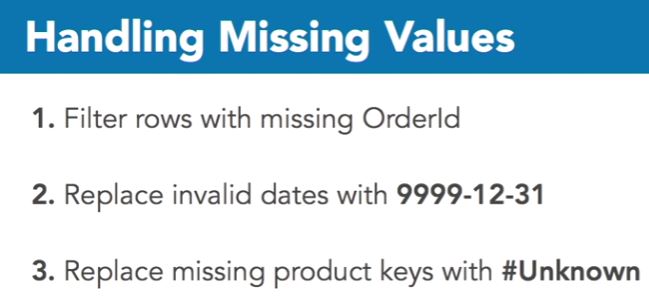 Handling Missing Values
1. Filter rows with missing OrderId
2. Replace invalid dates with 9999-12-31
3. Replace missing product keys with #Unknown